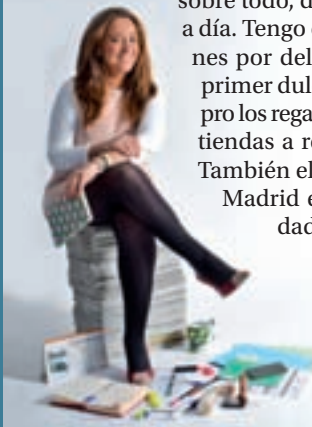 sobre todo, d
a día. Tengo
nes por del
primer dul
pro los rega
tiendas a r
También el
Madrid e
dad